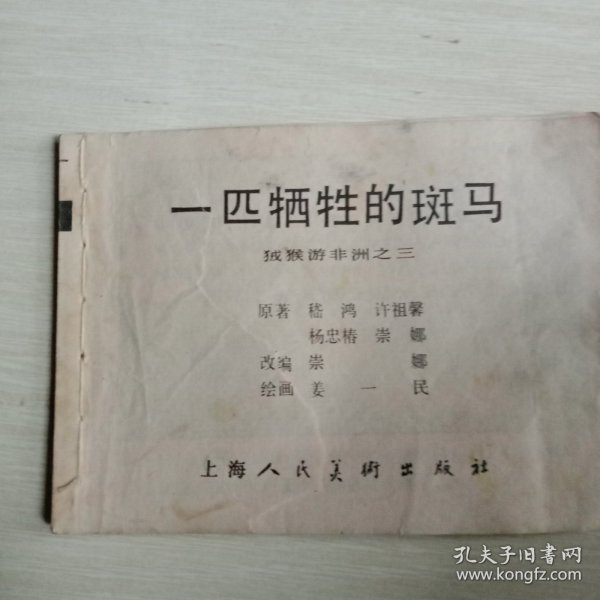 一匹牺牲的斑马
狨猴游非洲之三
原著 嵇 鸿 许祖馨
杨忠椿 崇 娜
改编 崇 娜
绘画 姜 一 民
上海人民美術出版社
孔夫子旧书网
www.kongfz.com